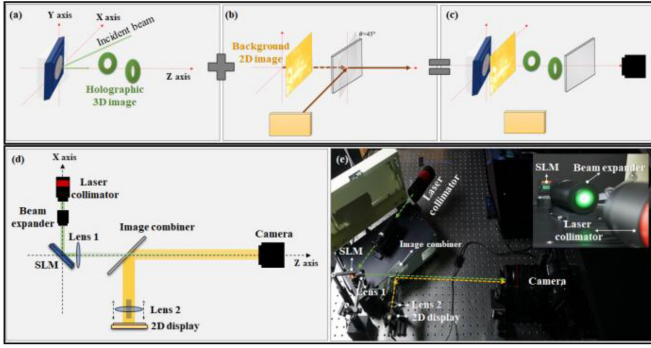 (a)
Y axis
X axis
Incident beam
Z axis
Holographic
3D image
(b)
θ=45°
Background
2D image
(c)
(d)
X axis
Laser
collimator
Beam
expander
Lens 1
SLM
Image combiner
Camera
Z axis
Lens 2
2D display
(e)
SLM
Laser
collimator
Image combiner
Lens 1
Lens 2
2D display
Camera
SLM
Beam expander
Laser
collimator